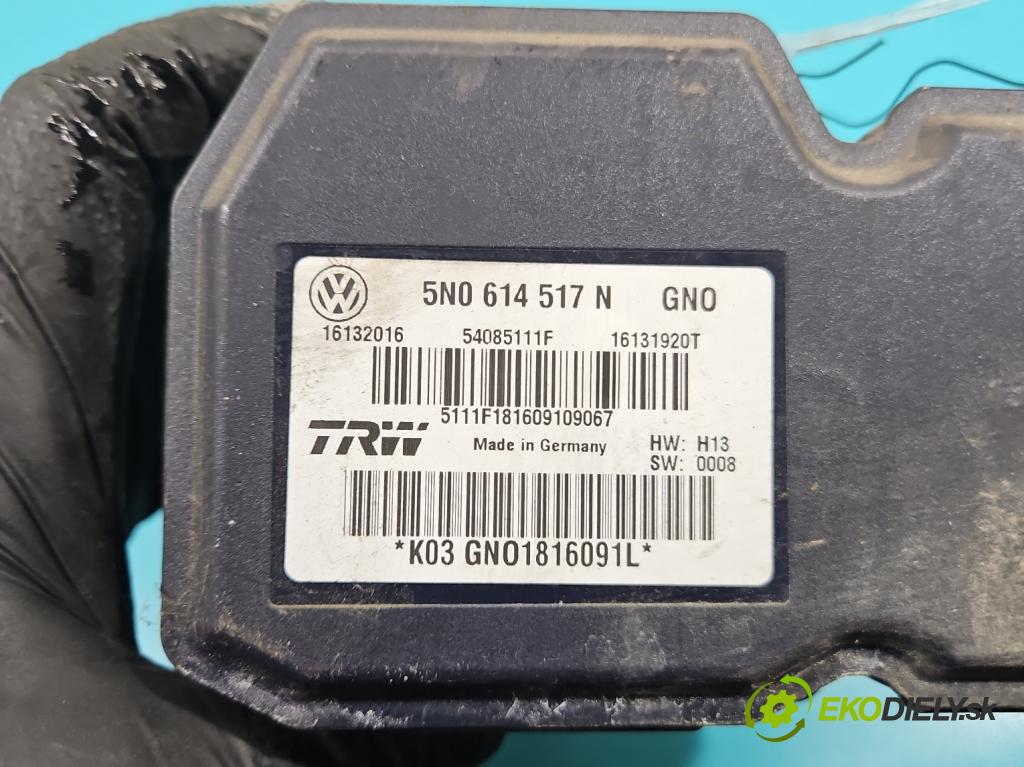 5N0 614 517 N GNO
16132016 54085111F 16131920T
5111F181609109067
TRW Made in Germany HW: H13
SW: 0008
*K03 GNO1816091L*
EKODIELY.sk